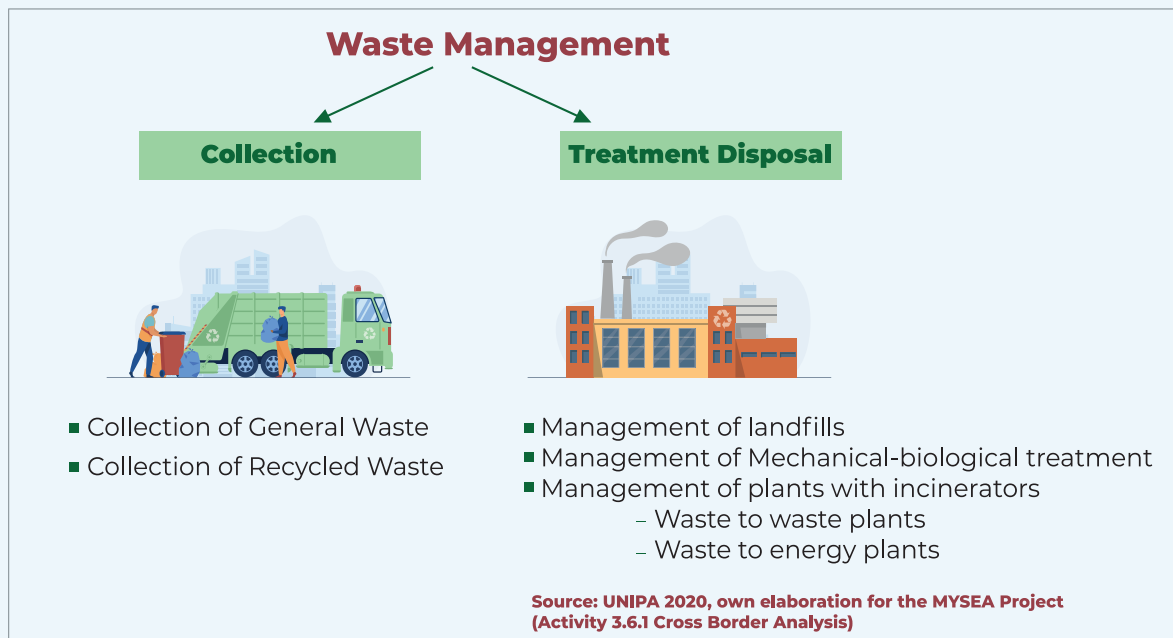 Waste Management
Collection
Treatment Disposal
■ Collection of General Waste
■ Collection of Recycled Waste
■ Management of landfills
■ Management of Mechanical-biological treatment
■ Management of plants with incinerators
– Waste to waste plants
– Waste to energy plants
Source: UNIPA 2020, own elaboration for the MYSEA Project
(Activity 3.6.1 Cross Border Analysis)